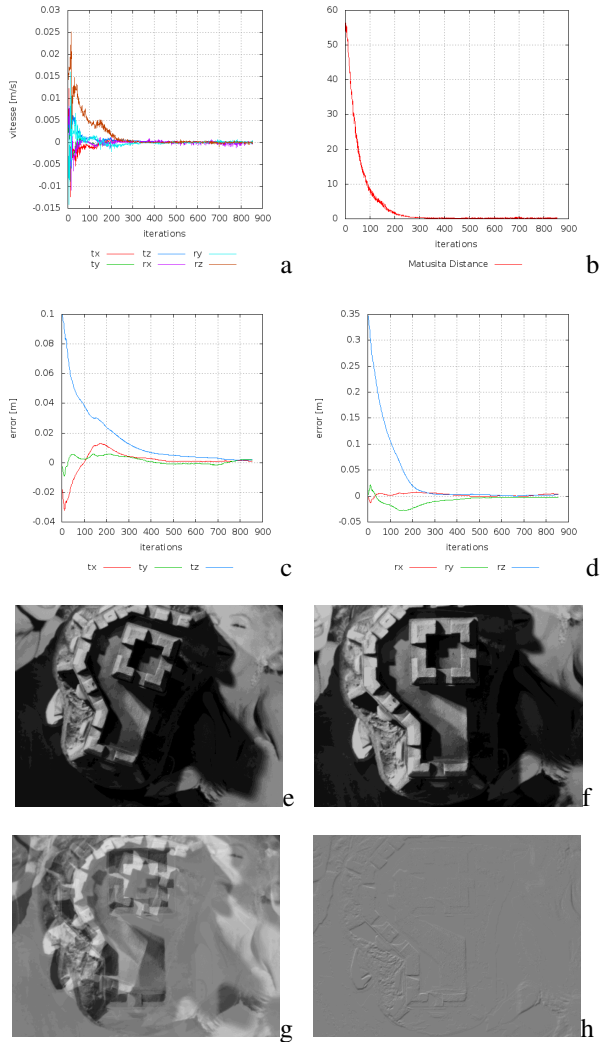 0.03
0.025
0.02
0.015
0.01
0.005
0
-0.005
-0.01
-0.015
vitesse [m/s]
0 100 200 300 400 500 600 700 800 900
iterations
tx tz ry
ty rx rz
a
60
50
40
30
20
10
0
0 100 200 300 400 500 600 700 800 900
iterations
Matusita Distance
b
0.1
0.08
0.06
0.04
0.02
0
-0.02
-0.04
error [m]
0 100 200 300 400 500 600 700 800 900
iterations
tx ty tz
c
0.35
0.3
0.25
0.2
0.15
0.1
0.05
0
-0.05
error [m]
0 100 200 300 400 500 600 700 800 900
iterations
rx ry rz
d
e
f
g
h